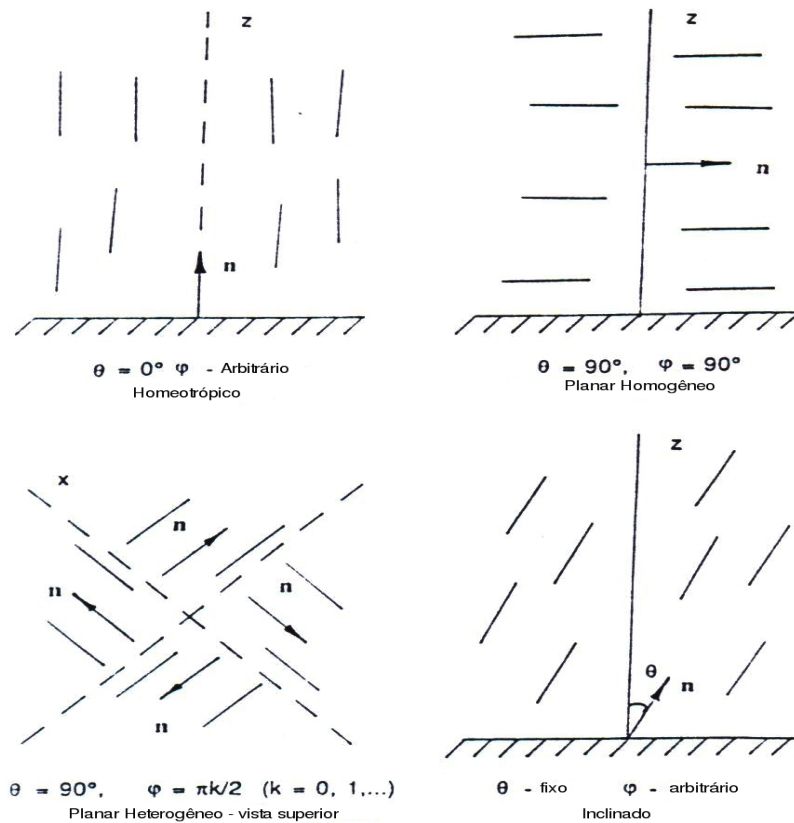 z
n
θ = 0° φ - Arbitrário
Homeotrópico
z
n
θ = 90°, φ = 90°
Planar Homogêneo
x
n
n
n
n
θ = 90°, φ = πk/2 (k = 0, 1,...)
Planar Heterogêneo - vista superior
z
θ
n
θ - fixo φ - arbitrário
Inclinado